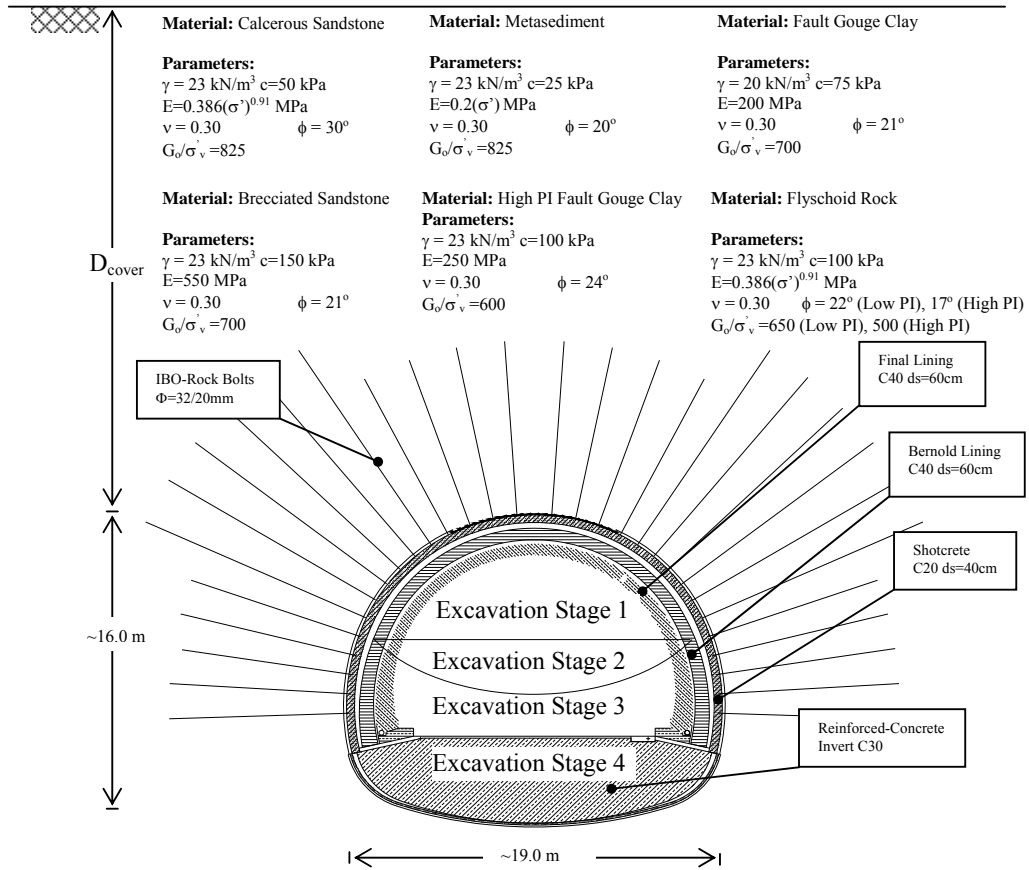 Material: Calcerous Sandstone
Parameters:
γ = 23 kN/m³ c=50 kPa
E=0.386(σ’)^0.91 MPa
ν = 0.30 ϕ = 30º
Gₒ/σ'ᵥ =825
Material: Metasediment
Parameters:
γ = 23 kN/m³ c=25 kPa
E=0.2(σ’) MPa
ν = 0.30 ϕ = 20º
Gₒ/σ'ᵥ =825
Material: Fault Gouge Clay
Parameters:
γ = 20 kN/m³ c=75 kPa
E=200 MPa
ν = 0.30 ϕ = 21º
Gₒ/σ'ᵥ =700
Material: Brecciated Sandstone
Parameters:
γ = 23 kN/m³ c=150 kPa
E=550 MPa
ν = 0.30 ϕ = 21º
Gₒ/σ'ᵥ =700
Material: High PI Fault Gouge Clay
Parameters:
γ = 23 kN/m³ c=100 kPa
E=250 MPa
ν = 0.30 ϕ = 24º
Gₒ/σ'ᵥ =600
Material: Flyschoid Rock
Parameters:
γ = 23 kN/m³ c=100 kPa
E=0.386(σ’)^0.91 MPa
ν = 0.30 ϕ = 22º (Low PI), 17º (High PI)
Gₒ/σ'ᵥ =650 (Low PI), 500 (High PI)
D_cover
IBO-Rock Bolts
Φ=32/20mm
Final Lining
C40 ds=60cm
Bernold Lining
C40 ds=60cm
Shotcrete
C20 ds=40cm
Reinforced-Concrete
Invert C30
Excavation Stage 1
Excavation Stage 2
Excavation Stage 3
Excavation Stage 4
~16.0 m
~19.0 m